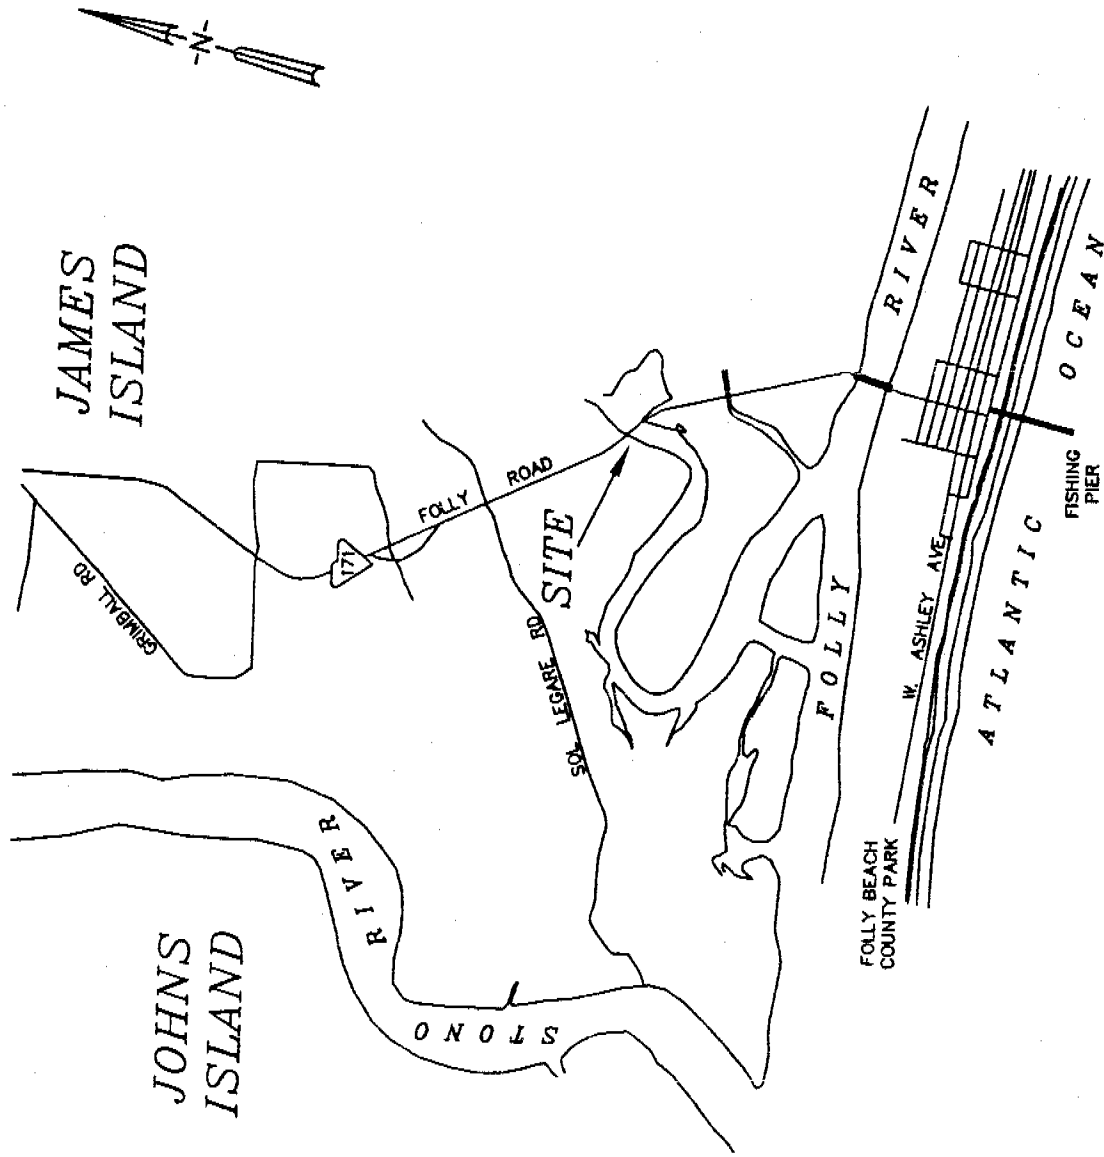 -N-
JAMES
ISLAND
JOHNS
ISLAND
GRIMBALL RD
171
FOLLY ROAD
SOL LEGARE RD
SITE
STONO RIVER
FOLLY RIVER
W. ASHLEY AVE
FOLLY BEACH
COUNTY PARK
ATLANTIC OCEAN
FISHING
PIER